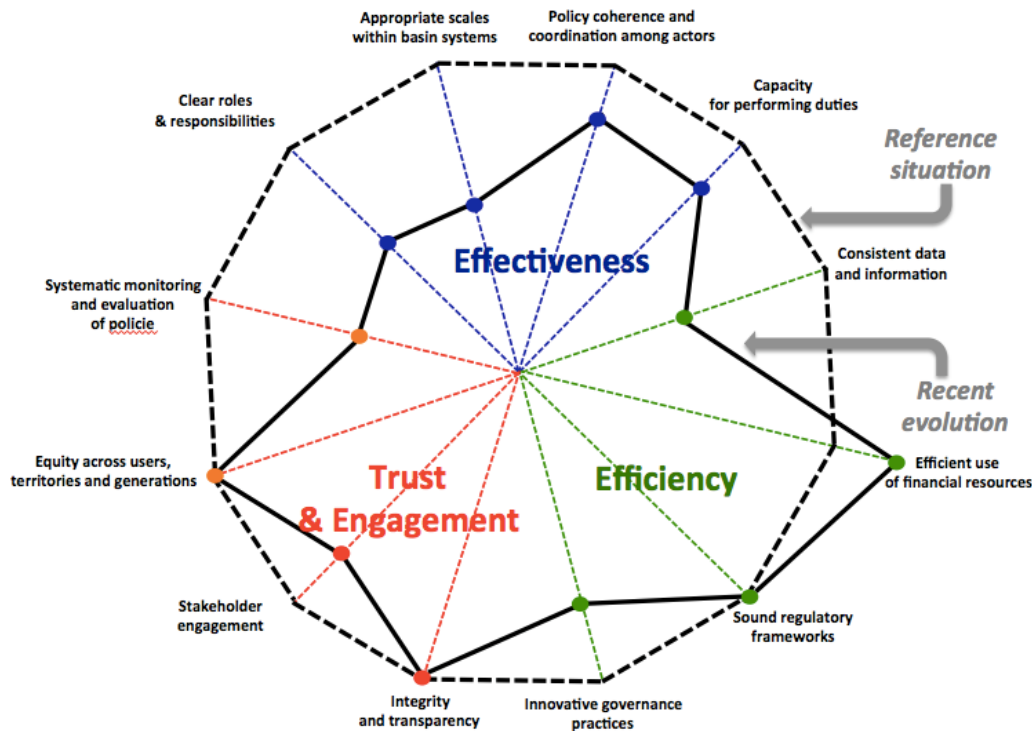 Appropriate scales
within basin systems
Policy coherence and
coordination among actors
Clear roles
& responsibilities
Capacity
for performing duties
Reference
situation
Effectiveness
Consistent data
and information
Systematic monitoring
and evaluation
of policie
Recent
evolution
Equity across users,
territories and generations
Trust
& Engagement
Efficiency
Efficient use
of financial resources
Stakeholder
engagement
Sound regulatory
frameworks
Integrity
and transparency
Innovative governance
practices